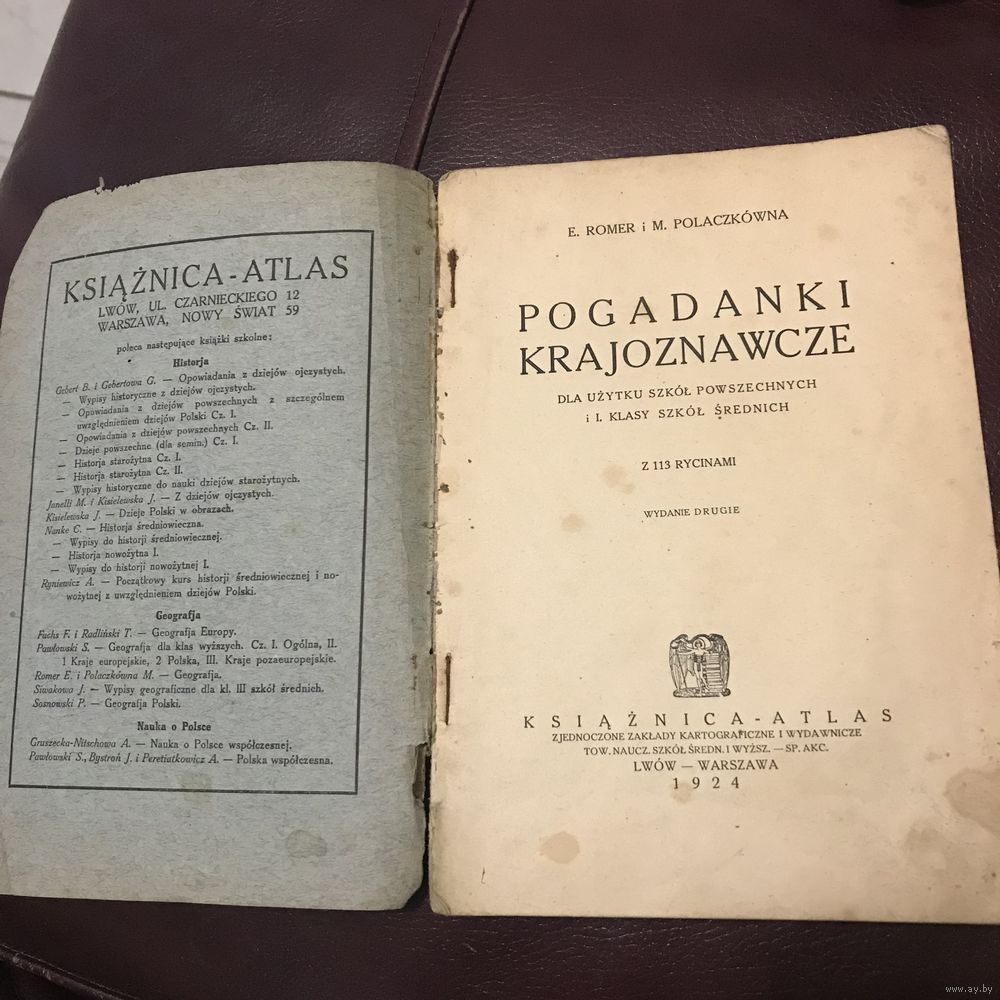 KSIĄŻNICA-ATLAS
LWÓW, UL. CZARNIECKIEGO 12
WARSZAWA, NOWY ŚWIAT 59
poleca następujące książki szkolne:
Historja
Gebert B. i Gebertowa G. — Opowiadania z dziejów ojczystych.
— Wypisy historyczne z dziejów ojczystych.
— Opowiadania z dziejów powszechnych z szczególnem
uwzględnieniem dziejów Polski Cz. I.
— Opowiadania z dziejów powszechnych Cz. II.
— Dzieje powszechne (dla semin.) Cz. I.
— Historja starożytna Cz. I.
— Historja starożytna Cz. II.
— Wypisy historyczne do nauki dziejów starożytnych.
Janelli M. i Kisielewska J. — Z dziejów ojczystych.
Kisielewska J. — Dzieje Polski w obrazach.
Nanke C. — Historja średniowieczna.
— Wypisy do historji średniowiecznej.
— Historja nowożytna I.
— Wypisy do historji nowożytnej I.
Ryniewicz A. — Początkowy kurs historji średniowiecznej i no-
wożytnej z uwzględnieniem dziejów Polski.
Geografja
Fuchs F. i Radliński T. — Geografja Europy.
Pawłowski S. — Geografja dla klas wyższych. Cz. I. Ogólna, II.
1 Kraje europejskie, 2 Polska, III. Kraje pozaeuropejskie.
Romer E. i Polaczkówna M. — Geografja.
Siwakowa J. — Wypisy geograficzne dla kl. III szkół średnich.
Sosnowski P. — Geografja Polski.
Nauka o Polsce
Gruszecka-Nitschowa A. — Nauka o Polsce współczesnej.
Pawłowski S., Bystroń J. i Peretiatkowicz A. — Polska współczesna.
E. ROMER i M. POLACZKÓWNA
POGADANKI
KRAJOZNAWCZE
DLA UŻYTKU SZKÓŁ POWSZECHNYCH
i I. KLASY SZKÓŁ ŚREDNICH
Z 113 RYCINAMI
WYDANIE DRUGIE
KSIĄŻNICA-ATLAS
ZJEDNOCZONE ZAKŁADY KARTOGRAFICZNE I WYDAWNICZE
TOW. NAUCZ. SZKÓŁ ŚREDN. I WYŻSZ. — SP. AKC.
LWÓW — WARSZAWA
1924
www.ay.by